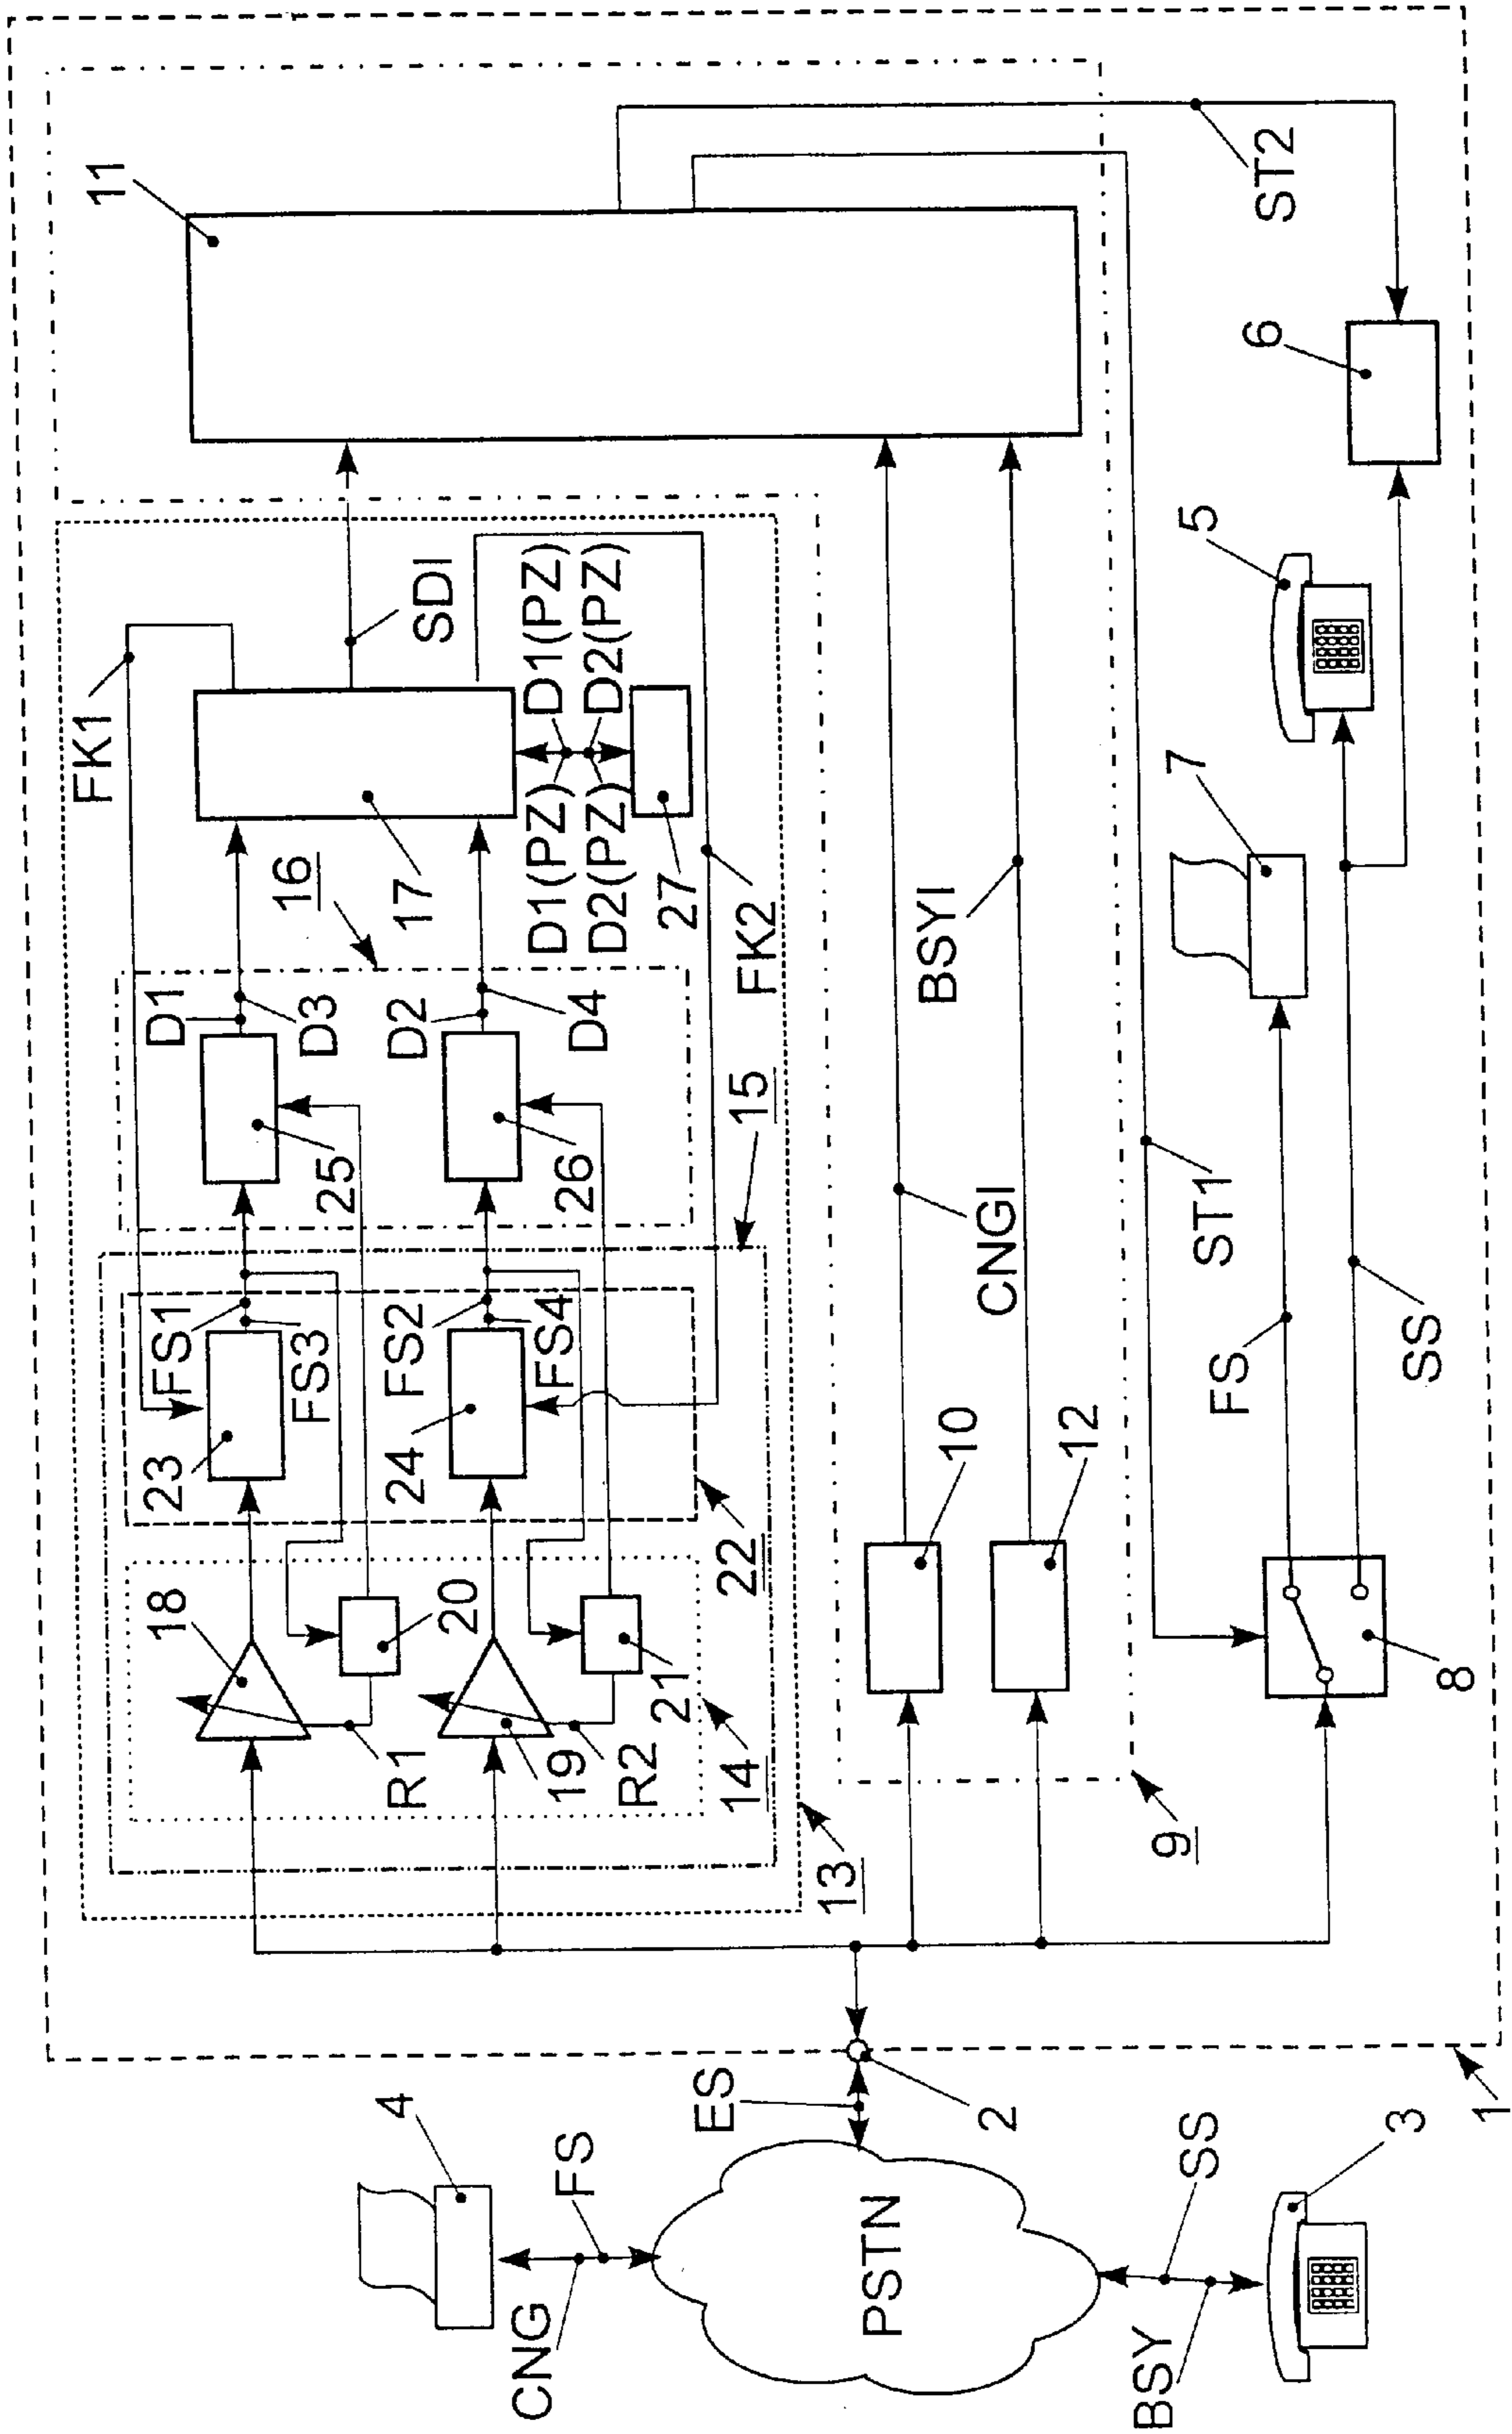 11
FK1
SDI
ST2
6
16
17
D1(PZ)
D1(PZ)
D2(PZ)
D2(PZ)
27
FK2
5
7
D1
D3
D2
D4
25
26
15
BSYI
CNGI
ST1
FS
SS
FS1
FS3
FS2
FS4
23
24
22
10
12
18
20
19
21
R1
R2
14
13
9
8
4
ES
2
FS
CNG
PSTN
SS
BSY
3
1